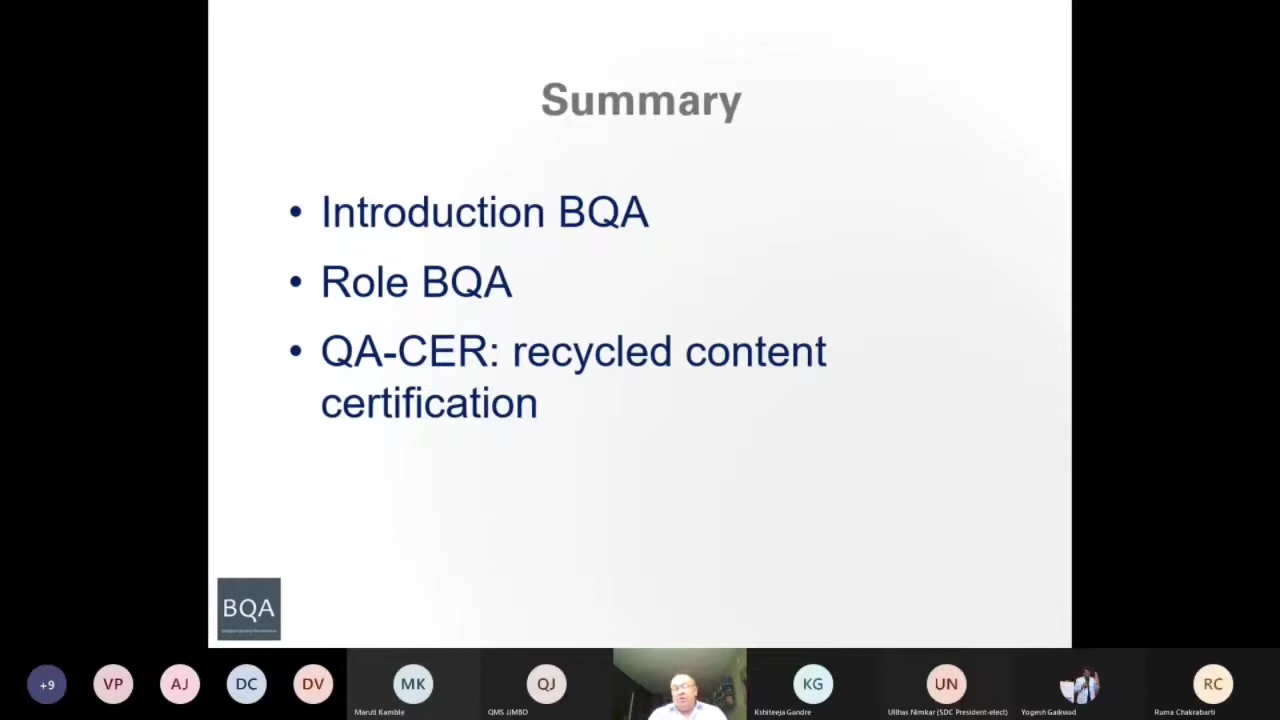 Summary
• Introduction BQA
• Role BQA
• QA-CER: recycled content
certification
BQA
+9
VP
AJ
DC
DV
MK
Maruti Kamble
QJ
QMS JJMBD
KG
Kshiteeja Gandre
UN
Ullhas Nimkar (SDC President-elect)
Yogesh Gaikwad
RC
Ruma Chakrabarti